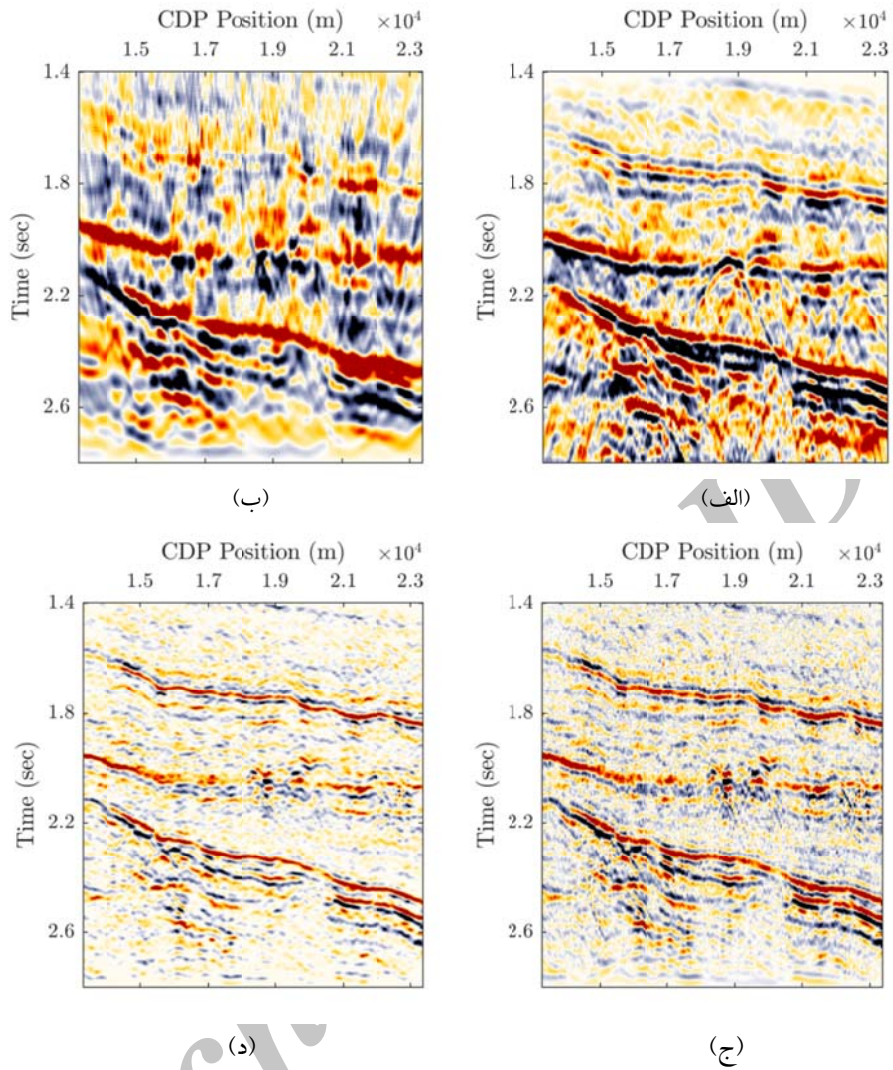 CDP Position (m) ×10⁴
1.5 1.7 1.9 2.1 2.3
1.4
1.8
2.2
2.6
Time (sec)
(الف)
CDP Position (m) ×10⁴
1.5 1.7 1.9 2.1 2.3
1.4
1.8
2.2
2.6
Time (sec)
(ب)
CDP Position (m) ×10⁴
1.5 1.7 1.9 2.1 2.3
1.4
1.8
2.2
2.6
Time (sec)
(ج)
CDP Position (m) ×10⁴
1.5 1.7 1.9 2.1 2.3
1.4
1.8
2.2
2.6
Time (sec)
(د)